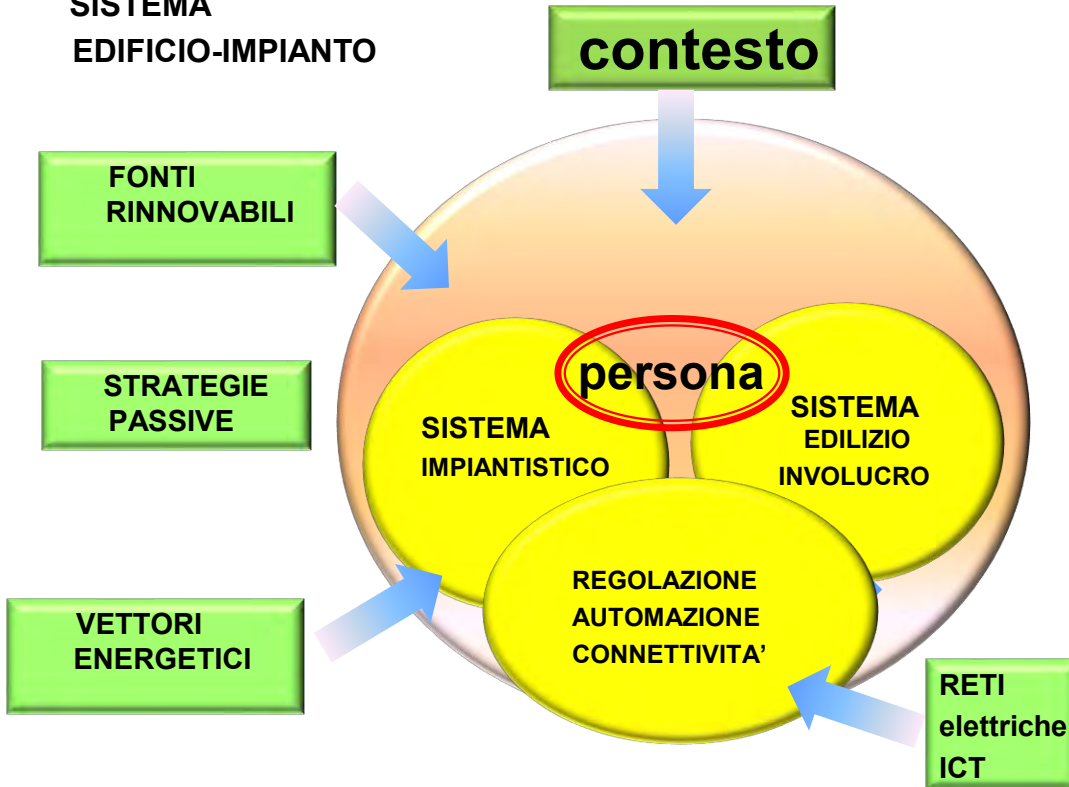 SISTEMA
EDIFICIO-IMPIANTO
contesto
FONTI
RINNOVABILI
STRATEGIE
PASSIVE
persona
SISTEMA
IMPIANTISTICO
SISTEMA
EDILIZIO
INVOLUCRO
REGOLAZIONE
AUTOMAZIONE
CONNETTIVITA’
VETTORI
ENERGETICI
RETI
elettriche
ICT